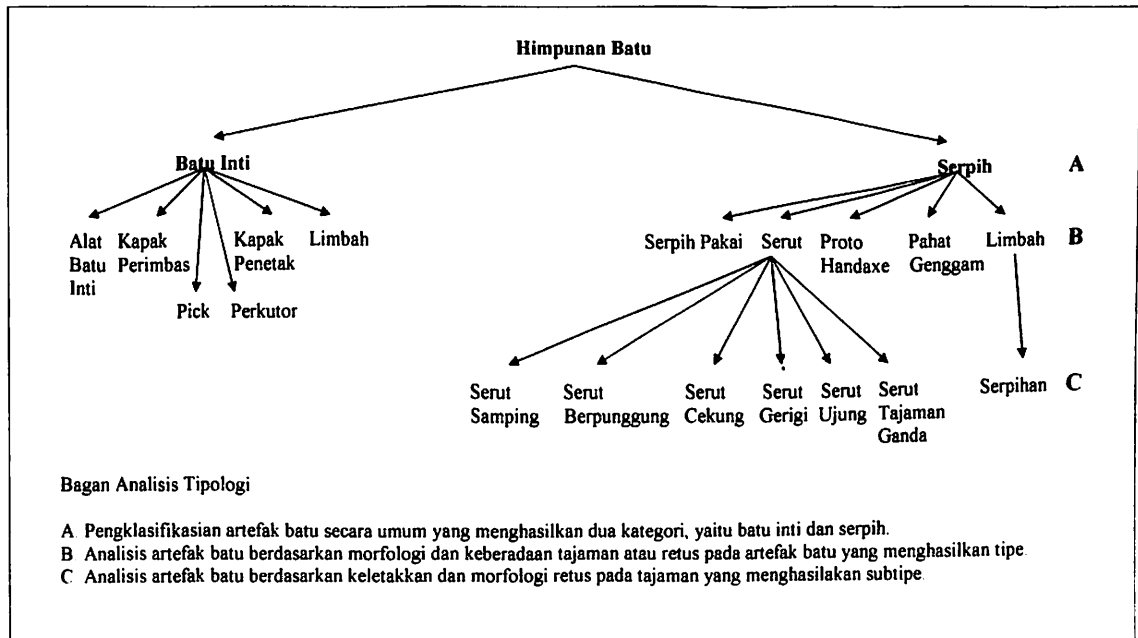 Himpunan Batu
Batu Inti
Serpih
A
Alat Batu Inti
Kapak Perimbas
Kapak Penetak
Limbah
Pick
Perkutor
Serpih Pakai
Serut
Proto Handaxe
Pahat Genggam
Limbah
B
Serut Samping
Serut Berpunggung
Serut Cekung
Serut Gerigi
Serut Ujung
Serut Tajaman Ganda
Serpihan
C
Bagan Analisis Tipologi
A. Pengklasifikasian artefak batu secara umum yang menghasilkan dua kategori, yaitu batu inti dan serpih.
B Analisis artefak batu berdasarkan morfologi dan keberadaan tajaman atau retus pada artefak batu yang menghasilkan tipe.
C Analisis artefak batu berdasarkan keletakkan dan morfologi retus pada tajaman yang menghasilakan subtipe.